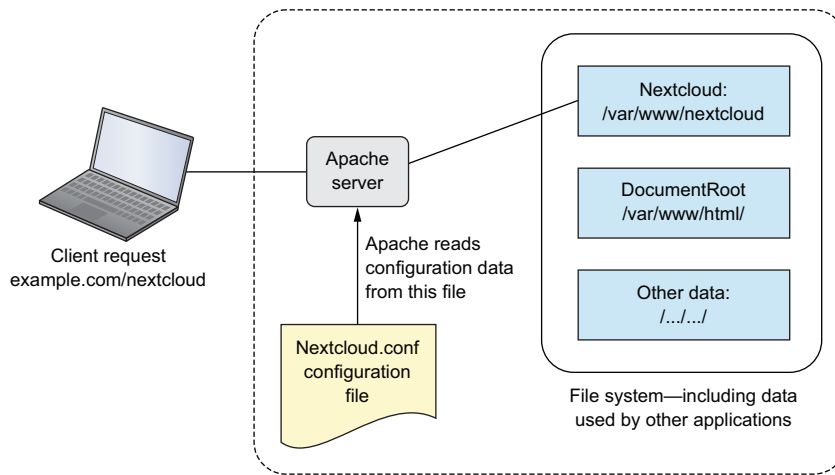 Client request
example.com/nextcloud
Apache
server
Apache reads
configuration data
from this file
Nextcloud.conf
configuration
file
Nextcloud:
/var/www/nextcloud
DocumentRoot
/var/www/html/
Other data:
/.../.../
File system—including data
used by other applications